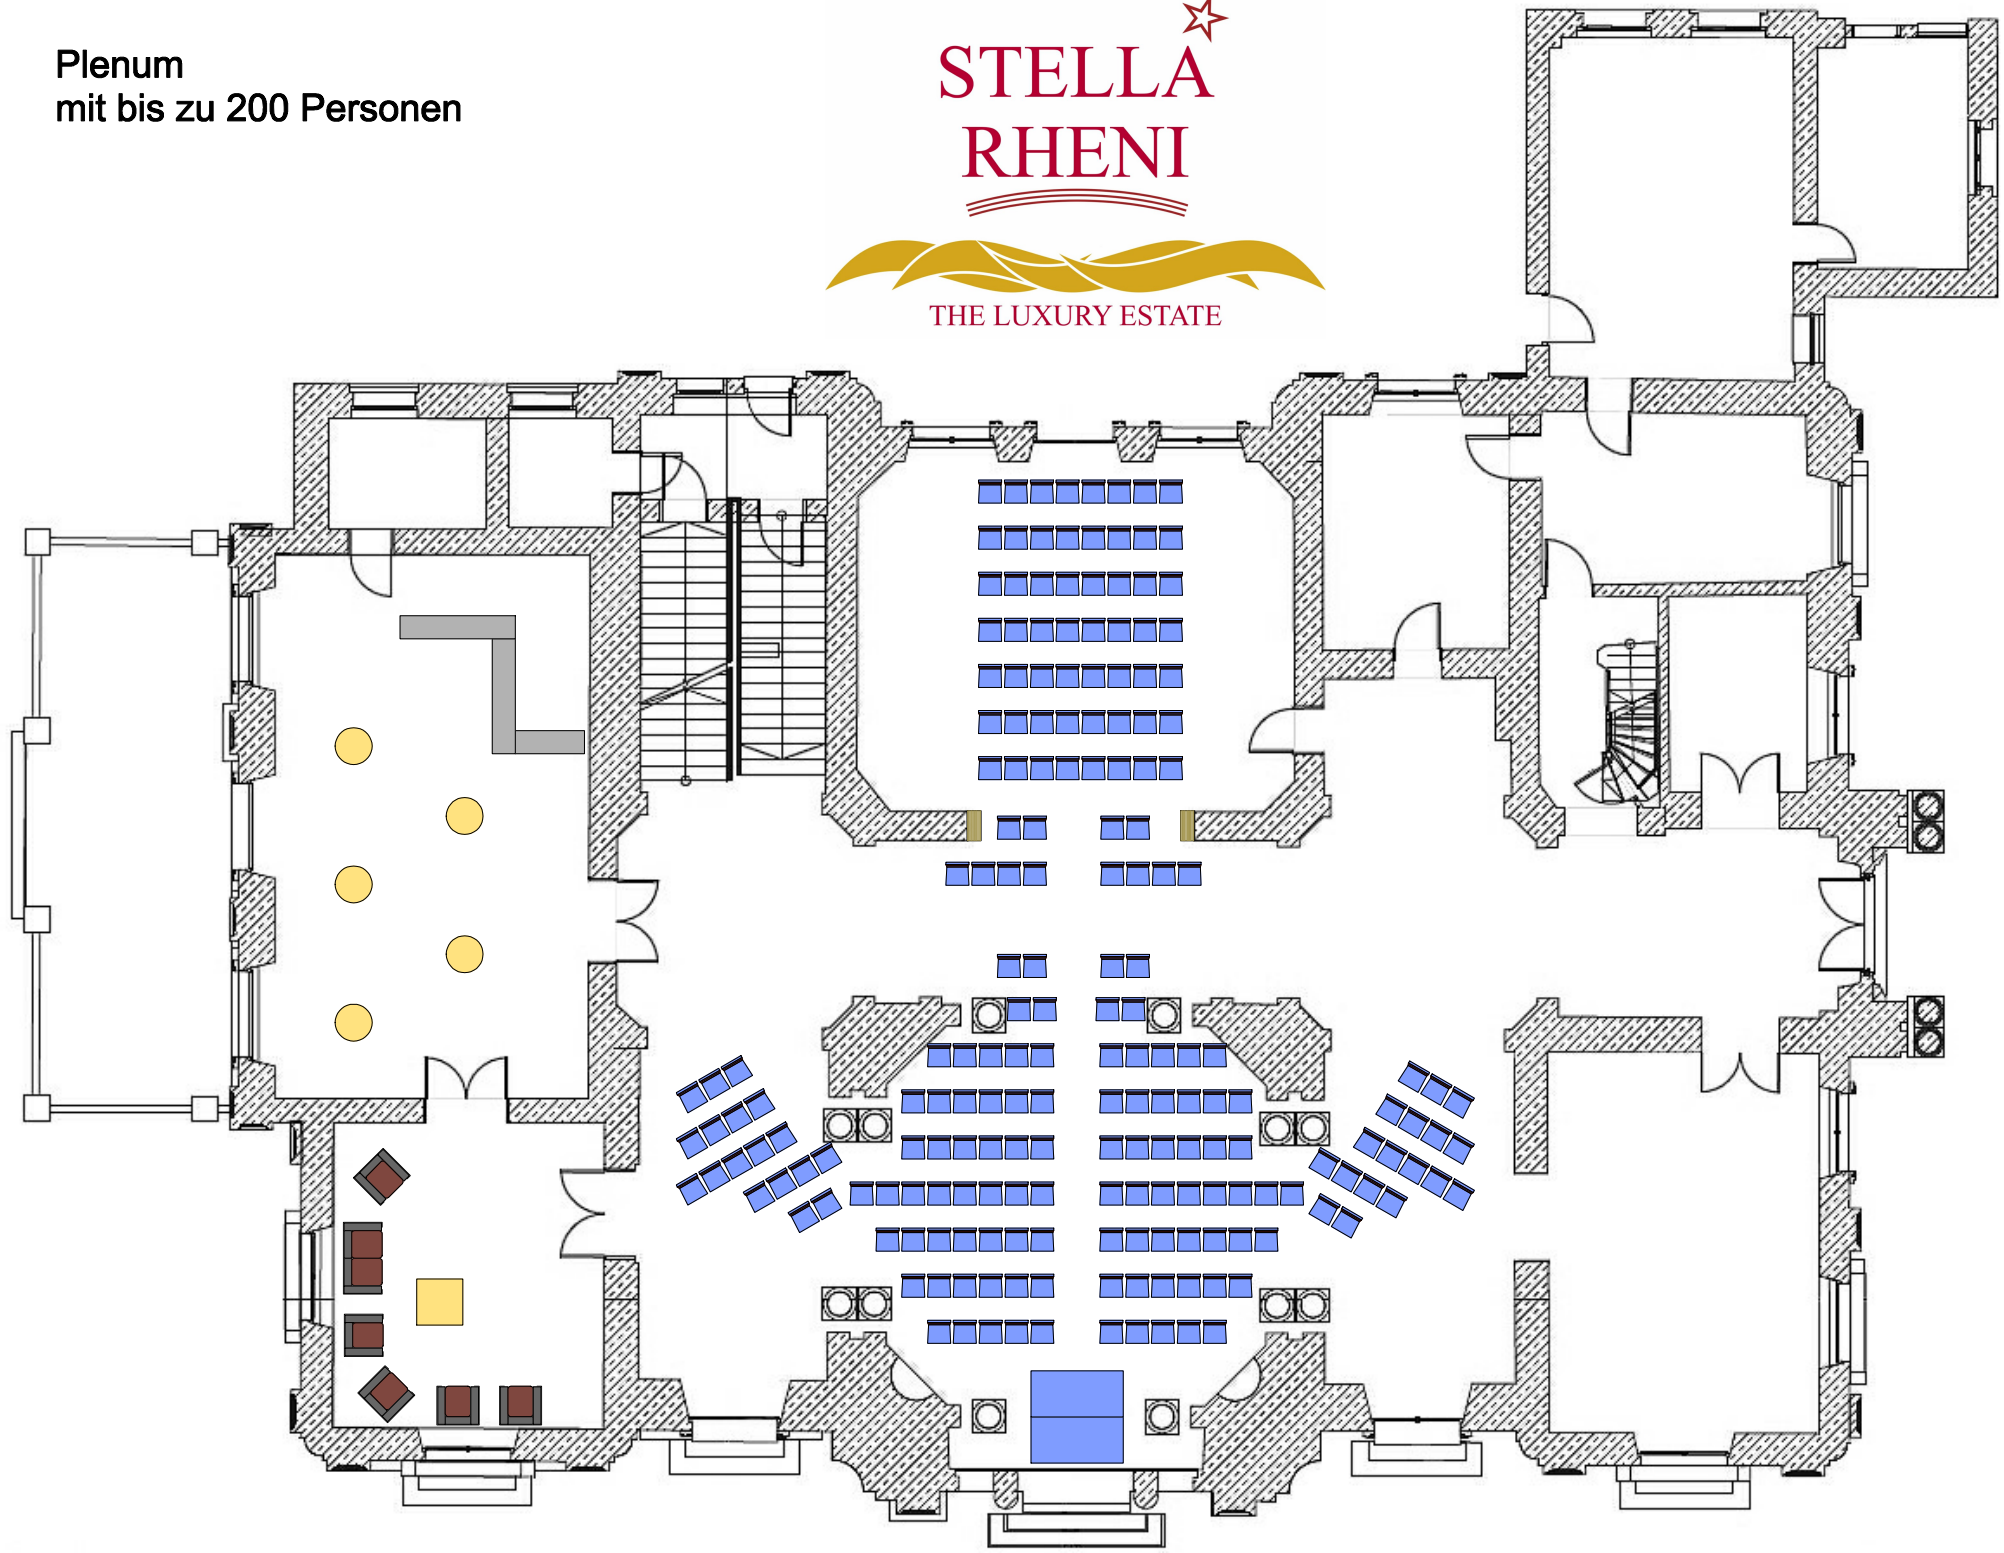 Plenum
mit bis zu 200 Personen
STELLA
RHENI
THE LUXURY ESTATE